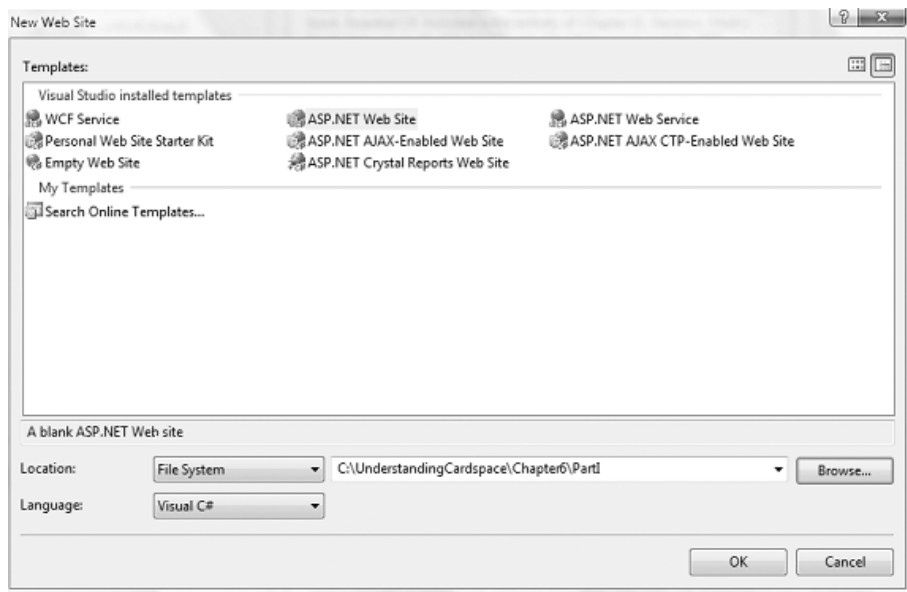 New Web Site
?
x
Templates:
Visual Studio installed templates
WCF Service ASP.NET Web Site ASP.NET Web Service
Personal Web Site Starter Kit ASP.NET AJAX-Enabled Web Site ASP.NET AJAX CTP-Enabled Web Site
Empty Web Site ASP.NET Crystal Reports Web Site
My Templates
Search Online Templates...
A blank ASP.NET Web site
Location: File System C:\UnderstandingCardspace\Chapter6\PartI Browse...
Language: Visual C#
OK Cancel